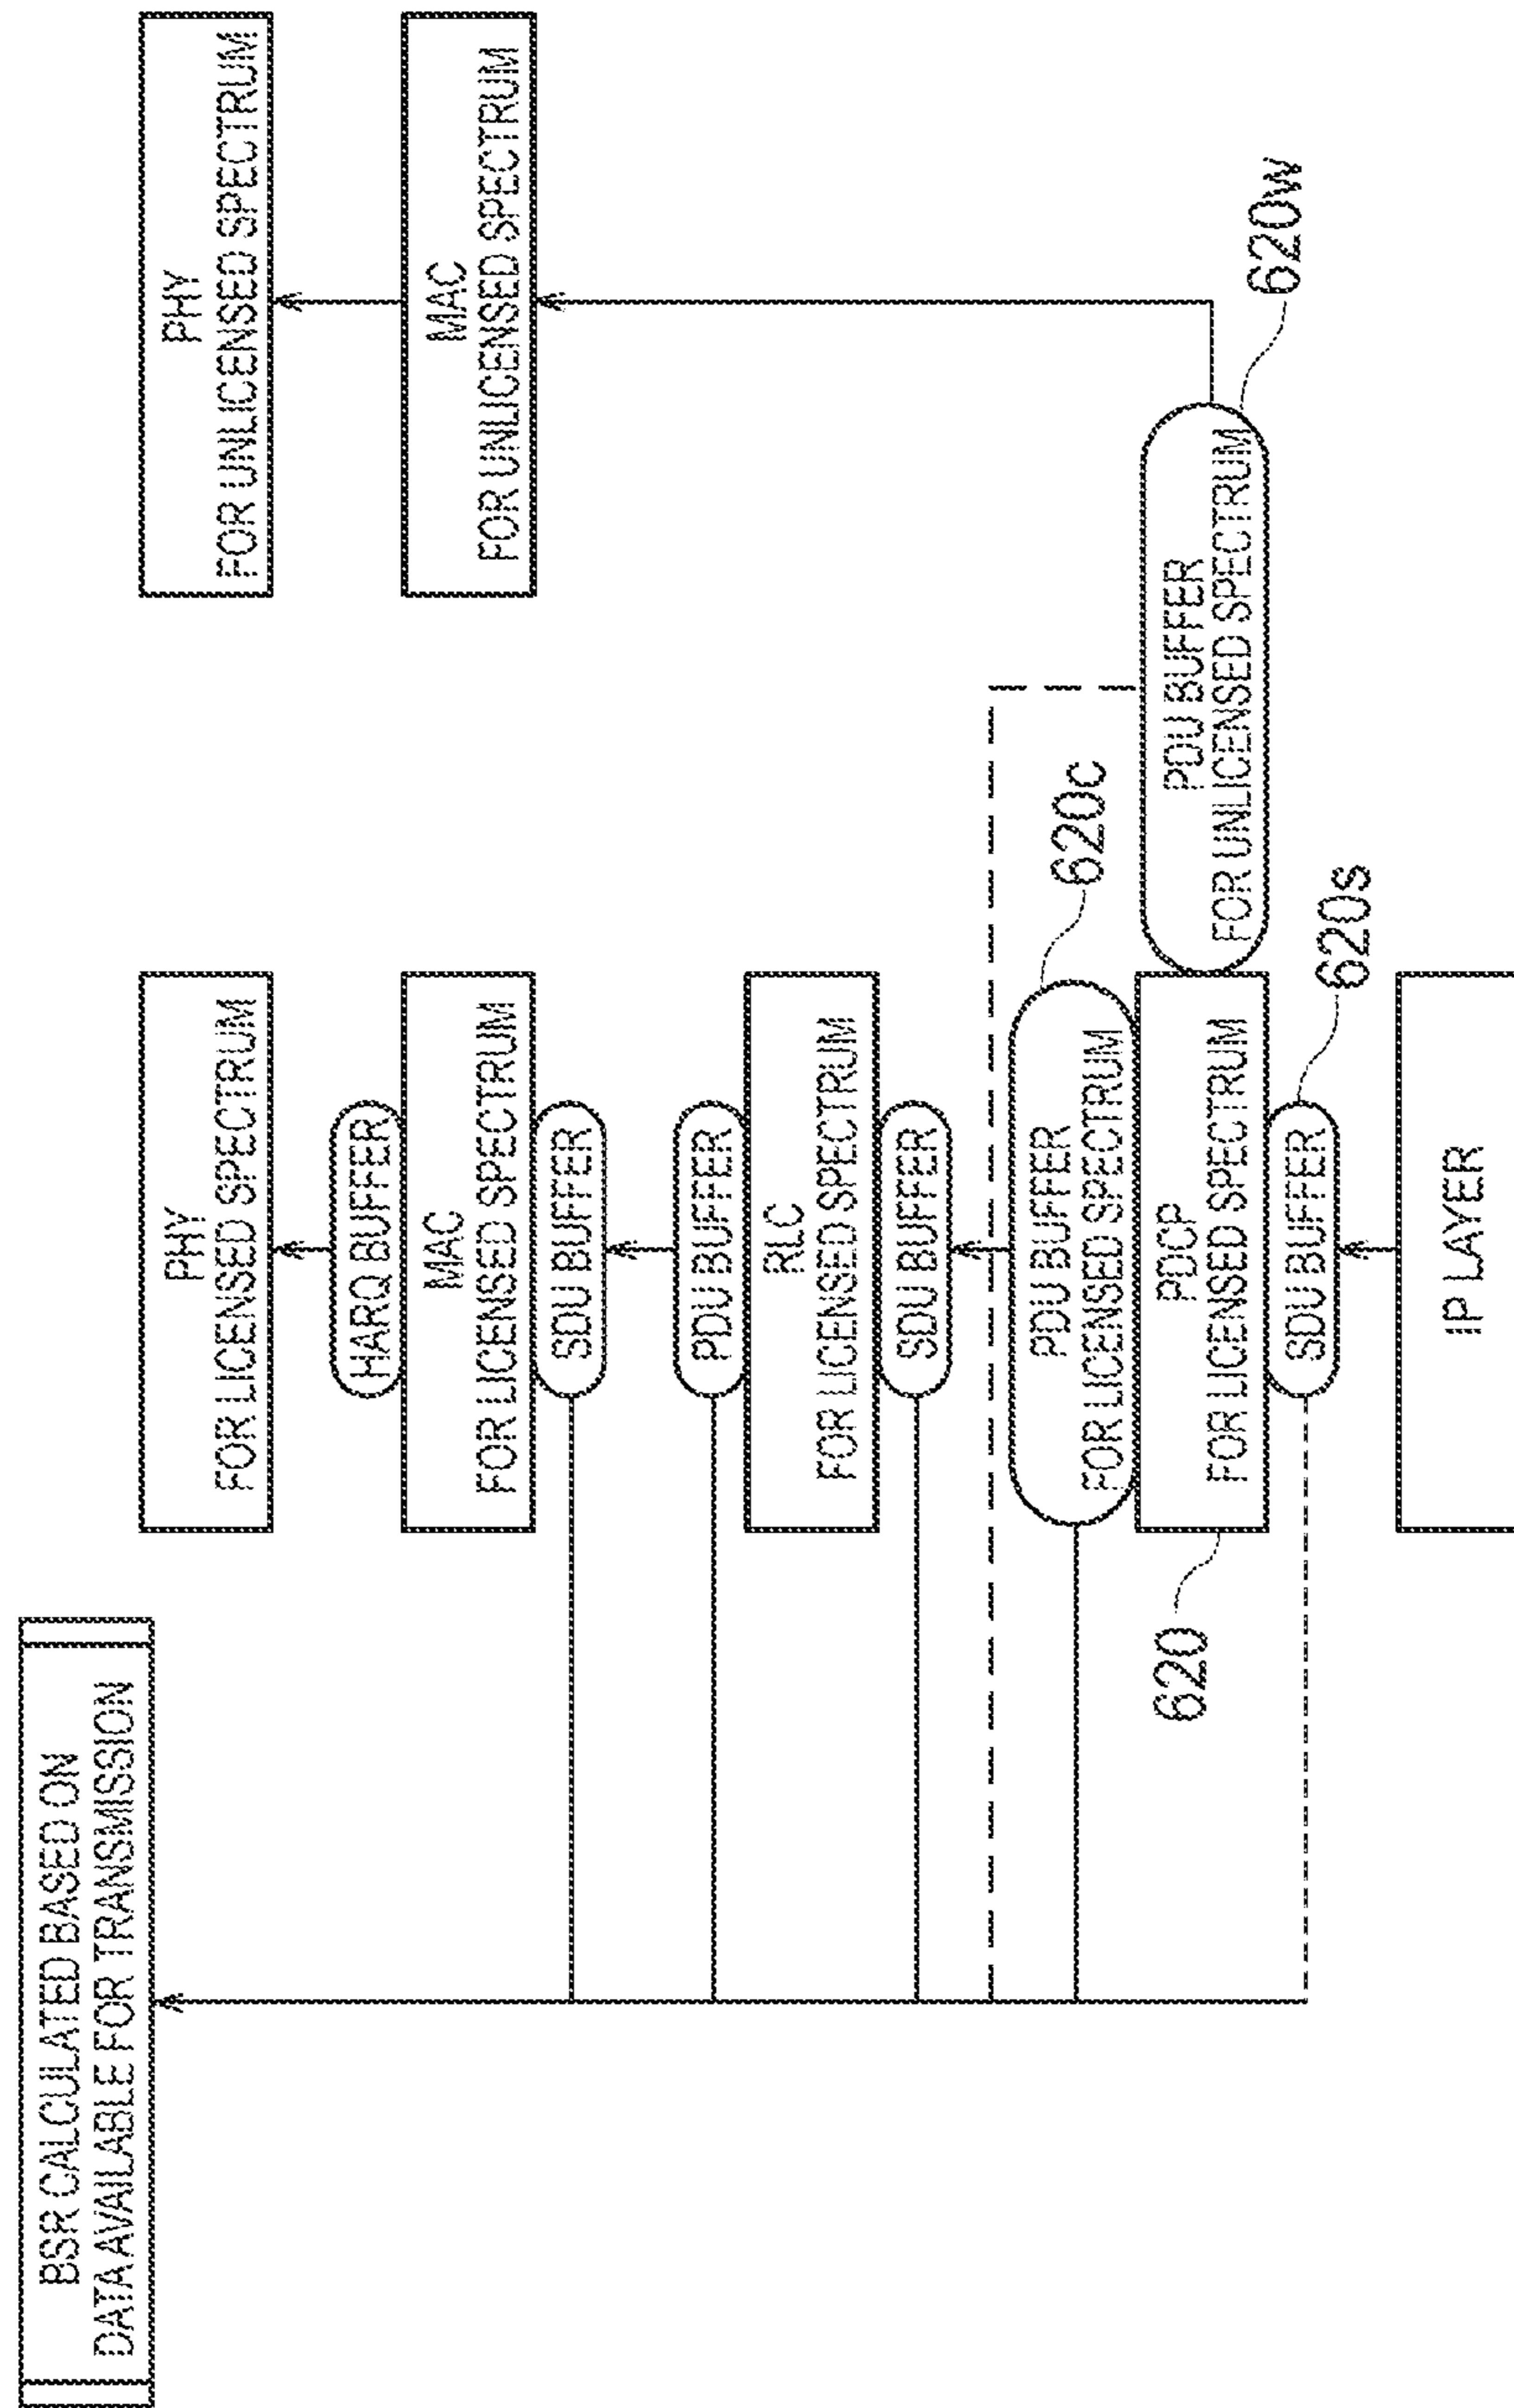 BSR CALCULATED BASED ON
DATA AVAILABLE FOR TRANSMISSION
PHY
FOR LICENSED SPECTRUM
HARQ BUFFER
MAC
FOR LICENSED SPECTRUM
SDU BUFFER
PDU BUFFER
RLC
FOR LICENSED SPECTRUM
SDU BUFFER
PDU BUFFER
FOR LICENSED SPECTRUM
620c
620
PDCP
FOR LICENSED SPECTRUM
SDU BUFFER
620s
IP LAYER
PHY
FOR UNLICENSED SPECTRUM
MAC
FOR UNLICENSED SPECTRUM
PDU BUFFER
FOR UNLICENSED SPECTRUM
620w